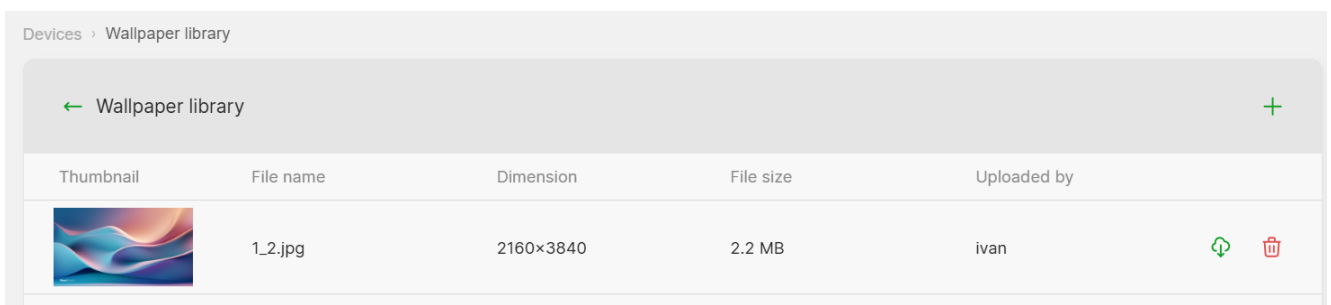 Devices › Wallpaper library
← Wallpaper library +
Thumbnail File name Dimension File size Uploaded by
1_2.jpg 2160×3840 2.2 MB ivan